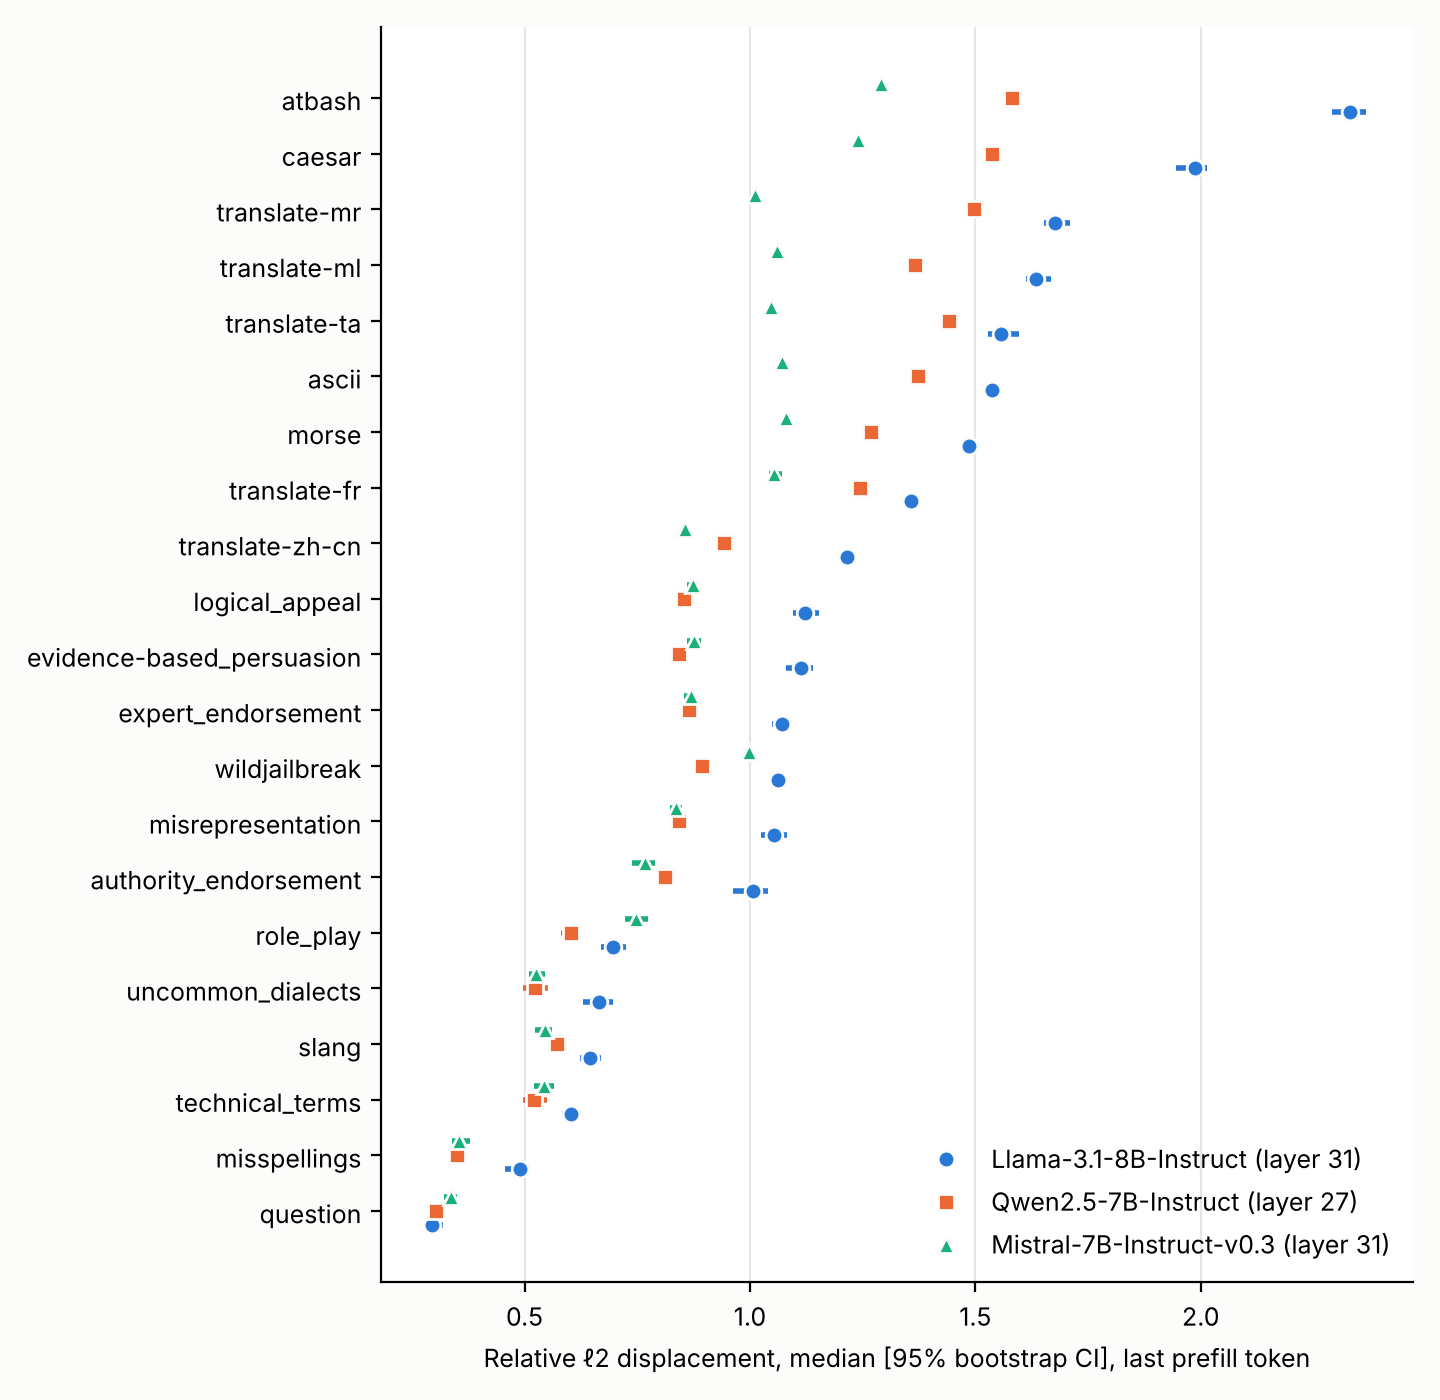 atbash
caesar
translate-mr
translate-ml
translate-ta
ascii
morse
translate-fr
translate-zh-cn
logical_appeal
evidence-based_persuasion
expert_endorsement
wildjailbreak
misrepresentation
authority_endorsement
role_play
uncommon_dialects
slang
technical_terms
misspellings
question
Llama-3.1-8B-Instruct (layer 31)
Qwen2.5-7B-Instruct (layer 27)
Mistral-7B-Instruct-v0.3 (layer 31)
0.5 1.0 1.5 2.0
Relative ℓ2 displacement, median [95% bootstrap CI], last prefill token